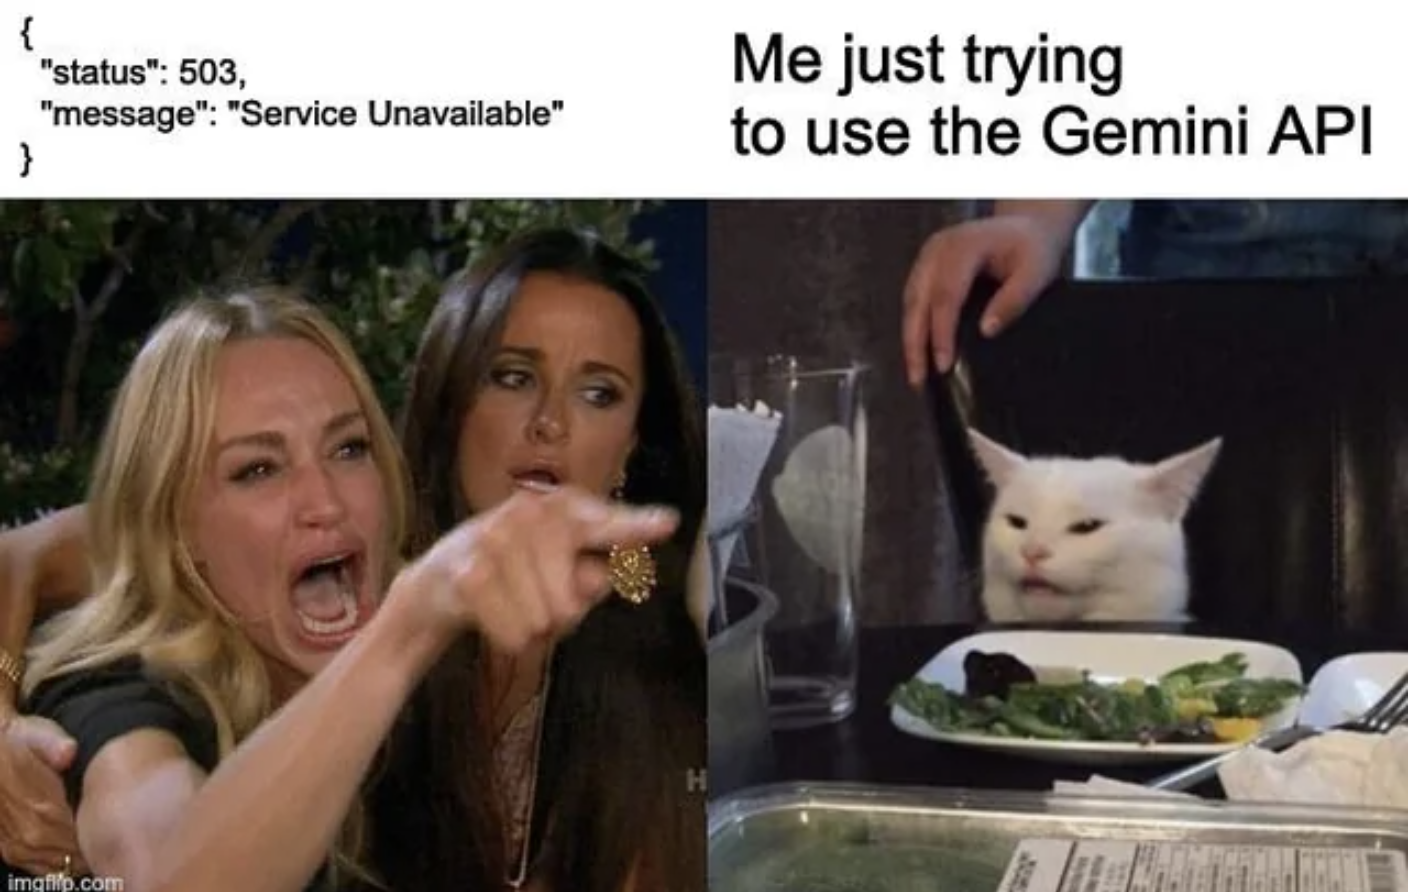 {
"status": 503,
"message": "Service Unavailable"
}
Me just trying
to use the Gemini API
H
imgflip.com